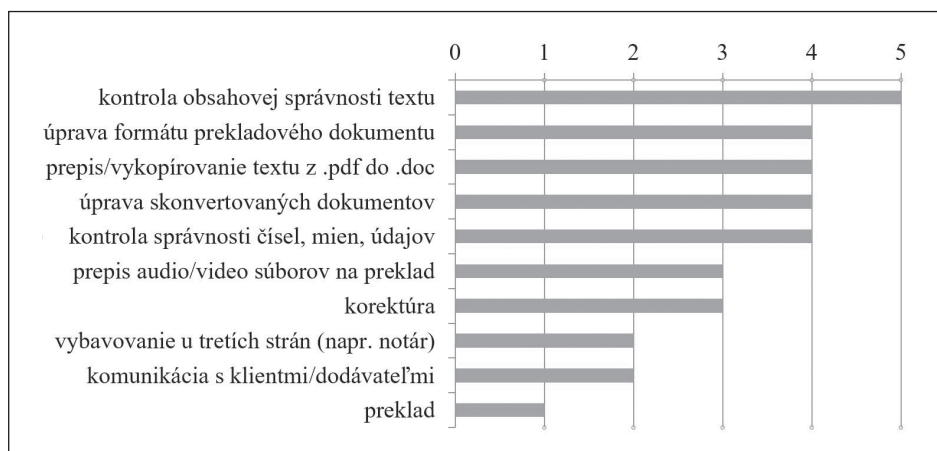 0 1 2 3 4 5
kontrola obsahovej správnosti textu
úprava formátu prekladového dokumentu
prepis/vykopírovanie textu z .pdf do .doc
úprava skonvertovaných dokumentov
kontrola správnosti čísel, mien, údajov
prepis audio/video súborov na preklad
korektúra
vybavovanie u tretích strán (napr. notár)
komunikácia s klientmi/dodávateľmi
preklad